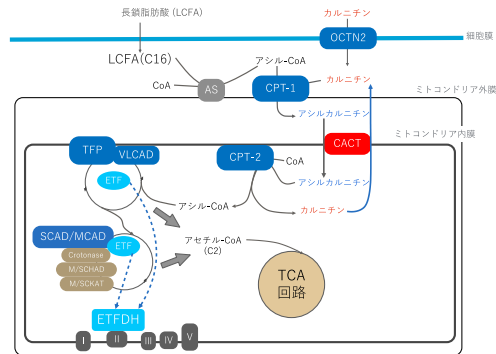 長鎖脂肪酸(LCFA)
カルニチン
OCTN2
細胞膜
LCFA(C16)
アシル-CoA
CoA
AS
CPT-1
カルニチン
ミトコンドリア外膜
アシルカルニチン
ミトコンドリア内膜
TFP
VLCAD
CPT-2
CoA
CACT
ETF
アシルカルニチン
アシル-CoA
カルニチン
SCAD/MCAD
ETF
Crotonase
M/SCHAD
M/SCKAT
アセチル-CoA
(C2)
TCA
回路
ETFDH
I
II
III
IV
V